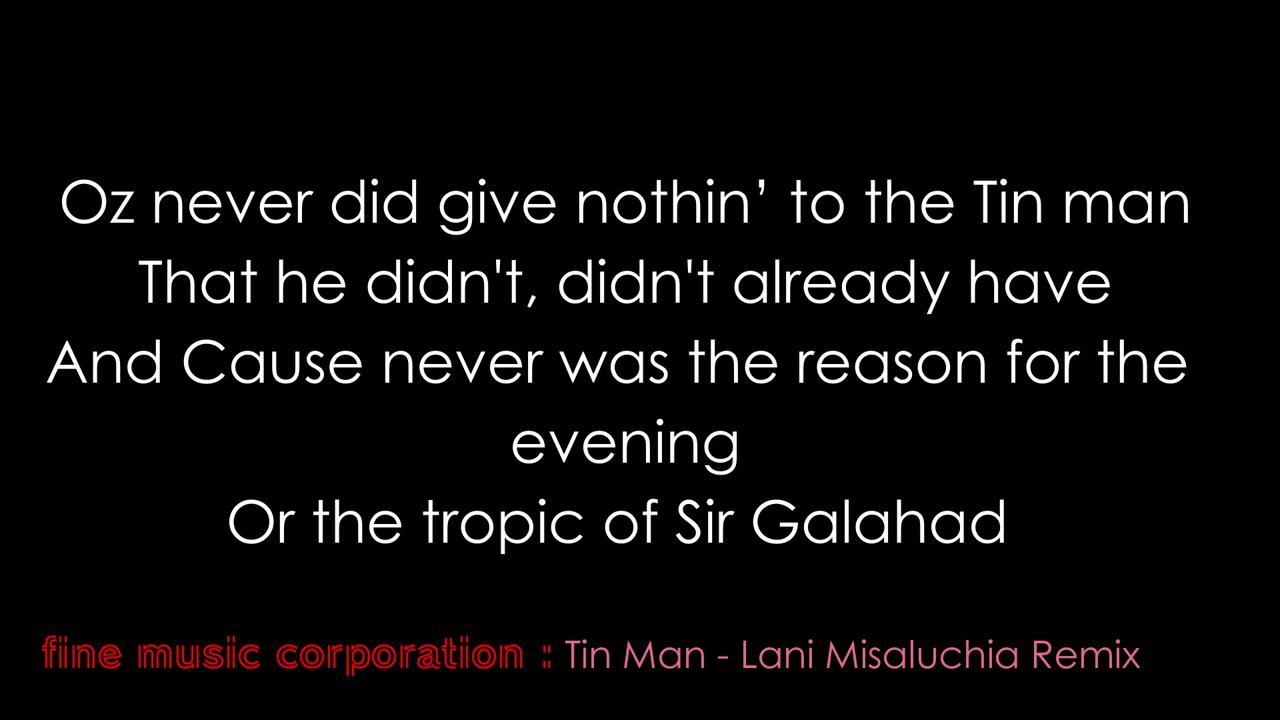 Oz never did give nothin’ to the Tin man
That he didn't, didn't already have
And Cause never was the reason for the
evening
Or the tropic of Sir Galahad
fine music corporation : Tin Man - Lani Misaluchia Remix